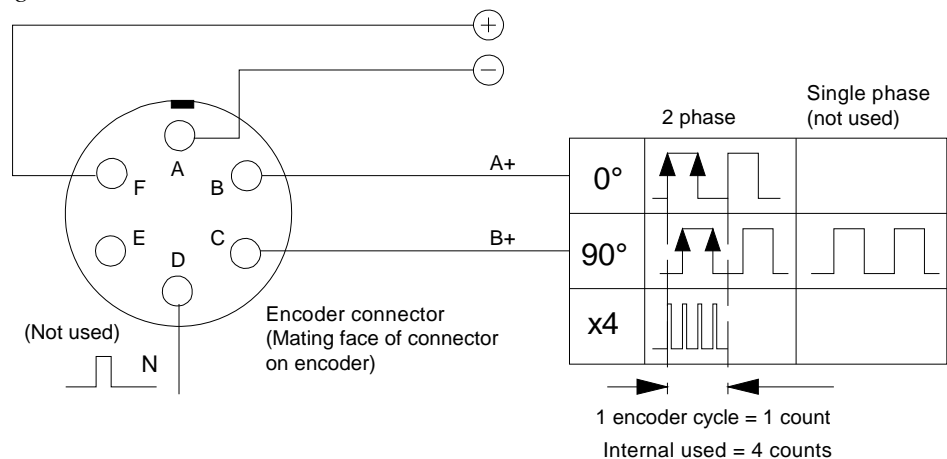 +
−
Single phase
(not used)
2 phase
A+
0°
A
F
B
E
C
B+
90°
D
x4
Encoder connector
(Mating face of connector
on encoder)
(Not used)
N
1 encoder cycle = 1 count
Internal used = 4 counts